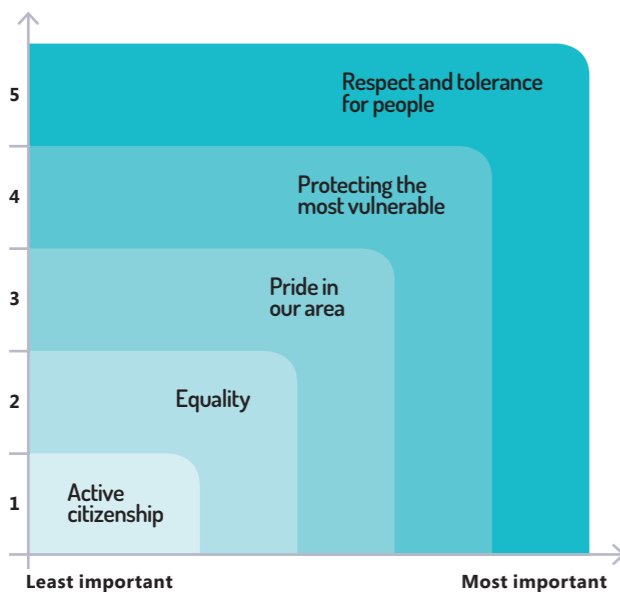 5
Respect and tolerance
for people
4
Protecting the
most vulnerable
3
Pride in
our area
2
Equality
1
Active
citizenship
Least important
Most important